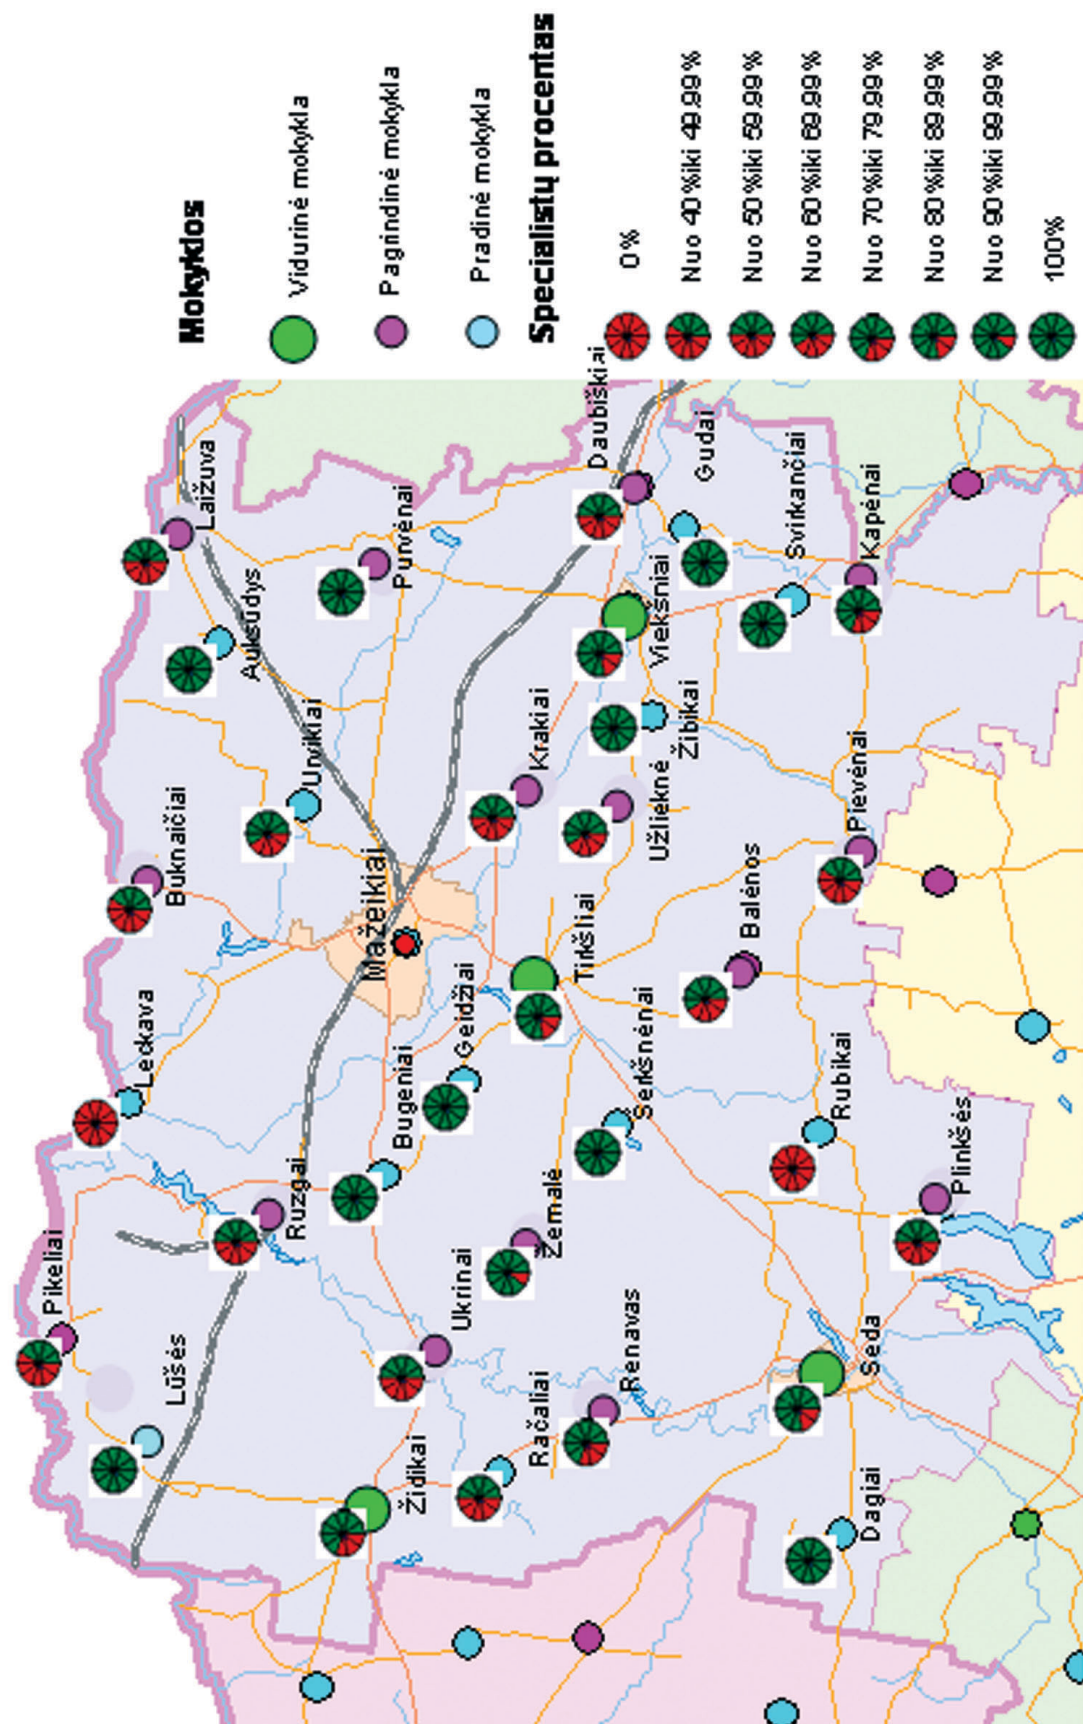 Mokyklos
Vidurinė mokykla
Pagrindinė mokykla
Pradinė mokykla
Specialistų procentas
0%
Nuo 40%iki 49.99%
Nuo 50%iki 59.99%
Nuo 60%iki 69.99%
Nuo 70%iki 79.99%
Nuo 80%iki 89.99%
Nuo 90%iki 99.99%
100%
Pikeliai
Lūšės
Leckava
Buknaičiai
Laižuva
Auksūdys
Ruzgai
Urvikiai
Purvėnai
Židikai
Ukrinai
Bugeniai
Mažeikiai
Geidžiai
Račaliai
Žemalė
Krakiai
Tirkšliai
Daubiškiai
Renavas
Serkšnėnai
Užlieknė
Žibikai
Viekšniai
Gudai
Balėnos
Svirkančiai
Dagiai
Seda
Rubikai
Pievėnai
Kapėnai
Plinkšės